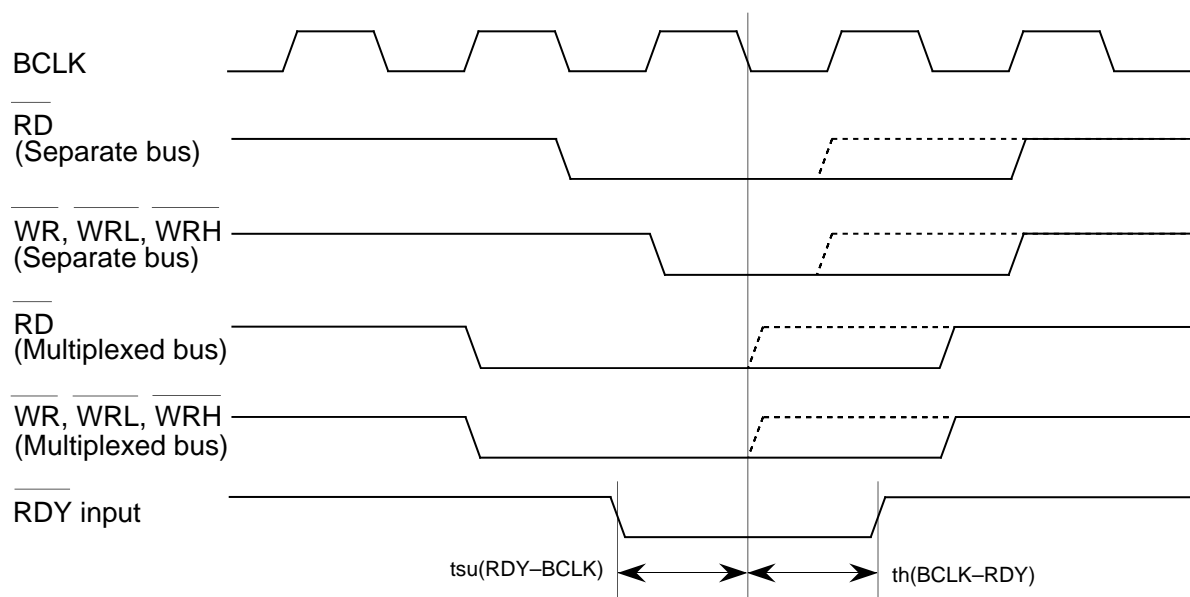 BCLK
RD
(Separate bus)
WR, WRL, WRH
(Separate bus)
RD
(Multiplexed bus)
WR, WRL, WRH
(Multiplexed bus)
RDY input
tsu(RDY–BCLK)
th(BCLK–RDY)